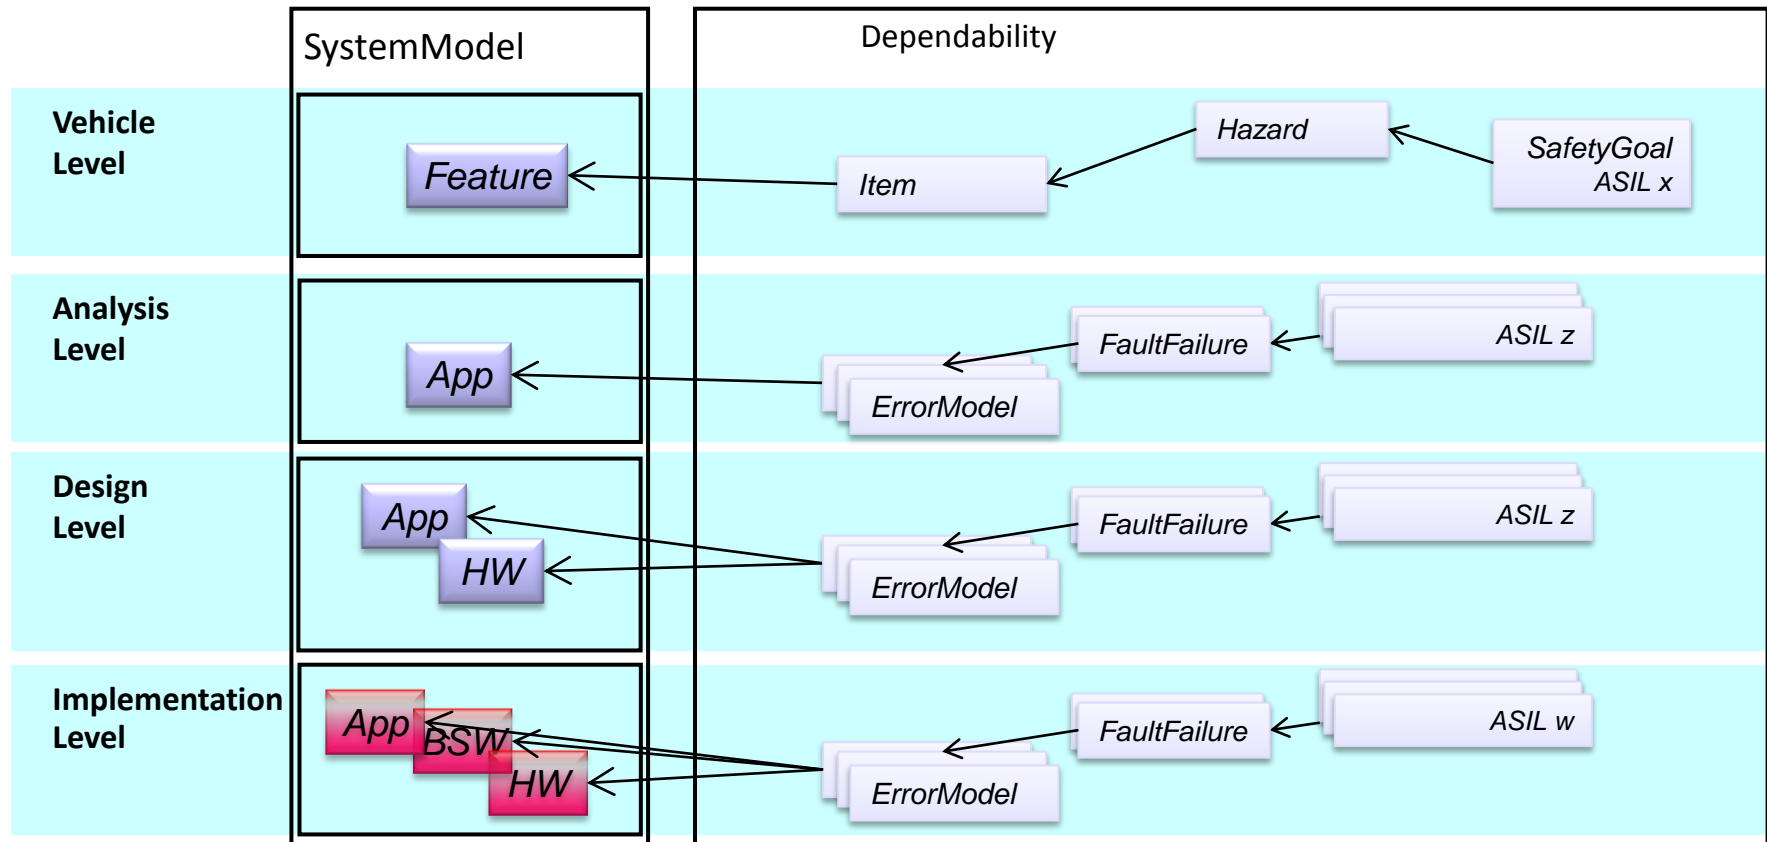 SystemModel
Dependability
Vehicle
Level
Feature
Item
Hazard
SafetyGoal
ASIL x
Analysis
Level
App
ErrorModel
FaultFailure
ASIL z
Design
Level
App
HW
ErrorModel
FaultFailure
ASIL z
Implementation
Level
App
BSW
HW
ErrorModel
FaultFailure
ASIL w